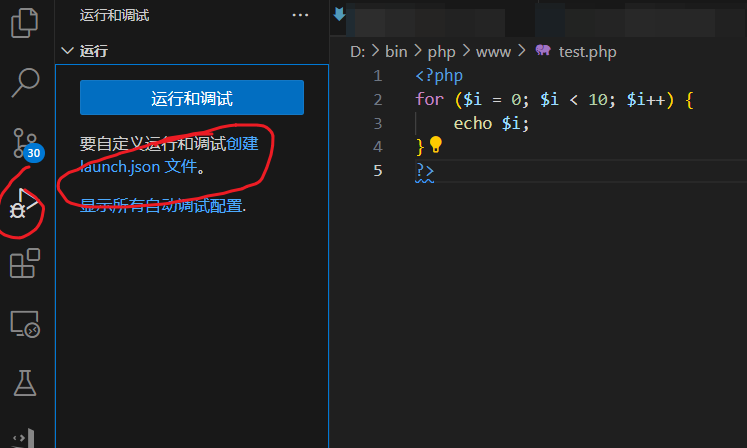 运行和调试 ···
运行
运行和调试
要自定义运行和调试创建
launch.json 文件。
显示所有自动调试配置.
30
D: > bin > php > www > test.php
1 <?php
2 for ($i = 0; $i < 10; $i++) {
3 echo $i;
4 }
5 ?>